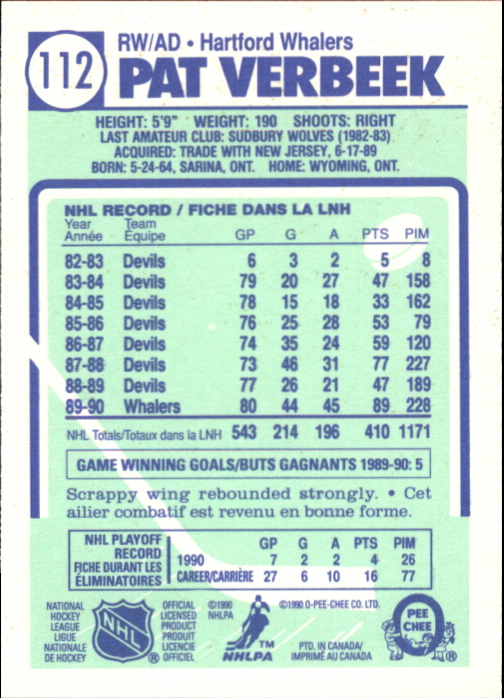 112
RW/AD • Hartford Whalers
PAT VERBEEK
HEIGHT: 5'9" WEIGHT: 190 SHOOTS: RIGHT
LAST AMATEUR CLUB: SUDBURY WOLVES (1982-83)
ACQUIRED: TRADE WITH NEW JERSEY, 6-17-89
BORN: 5-24-64, SARINA, ONT. HOME: WYOMING, ONT.
NHL RECORD / FICHE DANS LA LNH
Year Team
Année Équipe GP G A PTS PIM
82-83 Devils 6 3 2 5 8
83-84 Devils 79 20 27 47 158
84-85 Devils 78 15 18 33 162
85-86 Devils 76 25 28 53 79
86-87 Devils 74 35 24 59 120
87-88 Devils 73 46 31 77 227
88-89 Devils 77 26 21 47 189
89-90 Whalers 80 44 45 89 228
NHL Totals/Totaux dans la LNH 543 214 196 410 1171
GAME WINNING GOALS/BUTS GAGNANTS 1989-90: 5
Scrappy wing rebounded strongly. • Cet
ailier combatif est revenu en bonne forme.
NHL PLAYOFF
RECORD
FICHE DURANT LES
ÉLIMINATOIRES
GP G A PTS PIM
1990 7 2 2 4 26
CAREER/CARRIÈRE 27 6 10 16 77
NATIONAL
HOCKEY
LEAGUE
LIGUE
NATIONALE
DE HOCKEY
NHL
®
OFFICIAL
LICENSED
PRODUCT
PRODUIT
LICENCIÉ
OFFICIEL
©1990
NHLPA
TM
NHLPA
©1990 O-PEE-CHEE CO. LTD.
PTD. IN CANADA/
IMPRIMÉ AU CANADA
O
PEE
CHEE
®